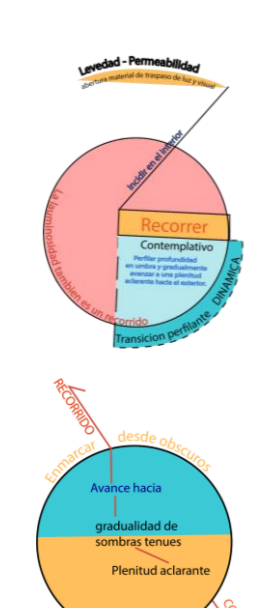 Levedad - Permeabilidad
abertura material de traspaso de luz y visual
Incidir en el interior
La lauminosidad tambien es un recorrido
Recorrer
Contemplativo
Perfilar profundidad
en umbra y gradualmente
avanzar a una plenitud
aclarante hacia el exterior.
Transicion perfilante DINAMICA
RECORRIDO
Enmarcar desde obscuros
Avance hacia
gradualidad de
sombras tenues
Plenitud aclarante